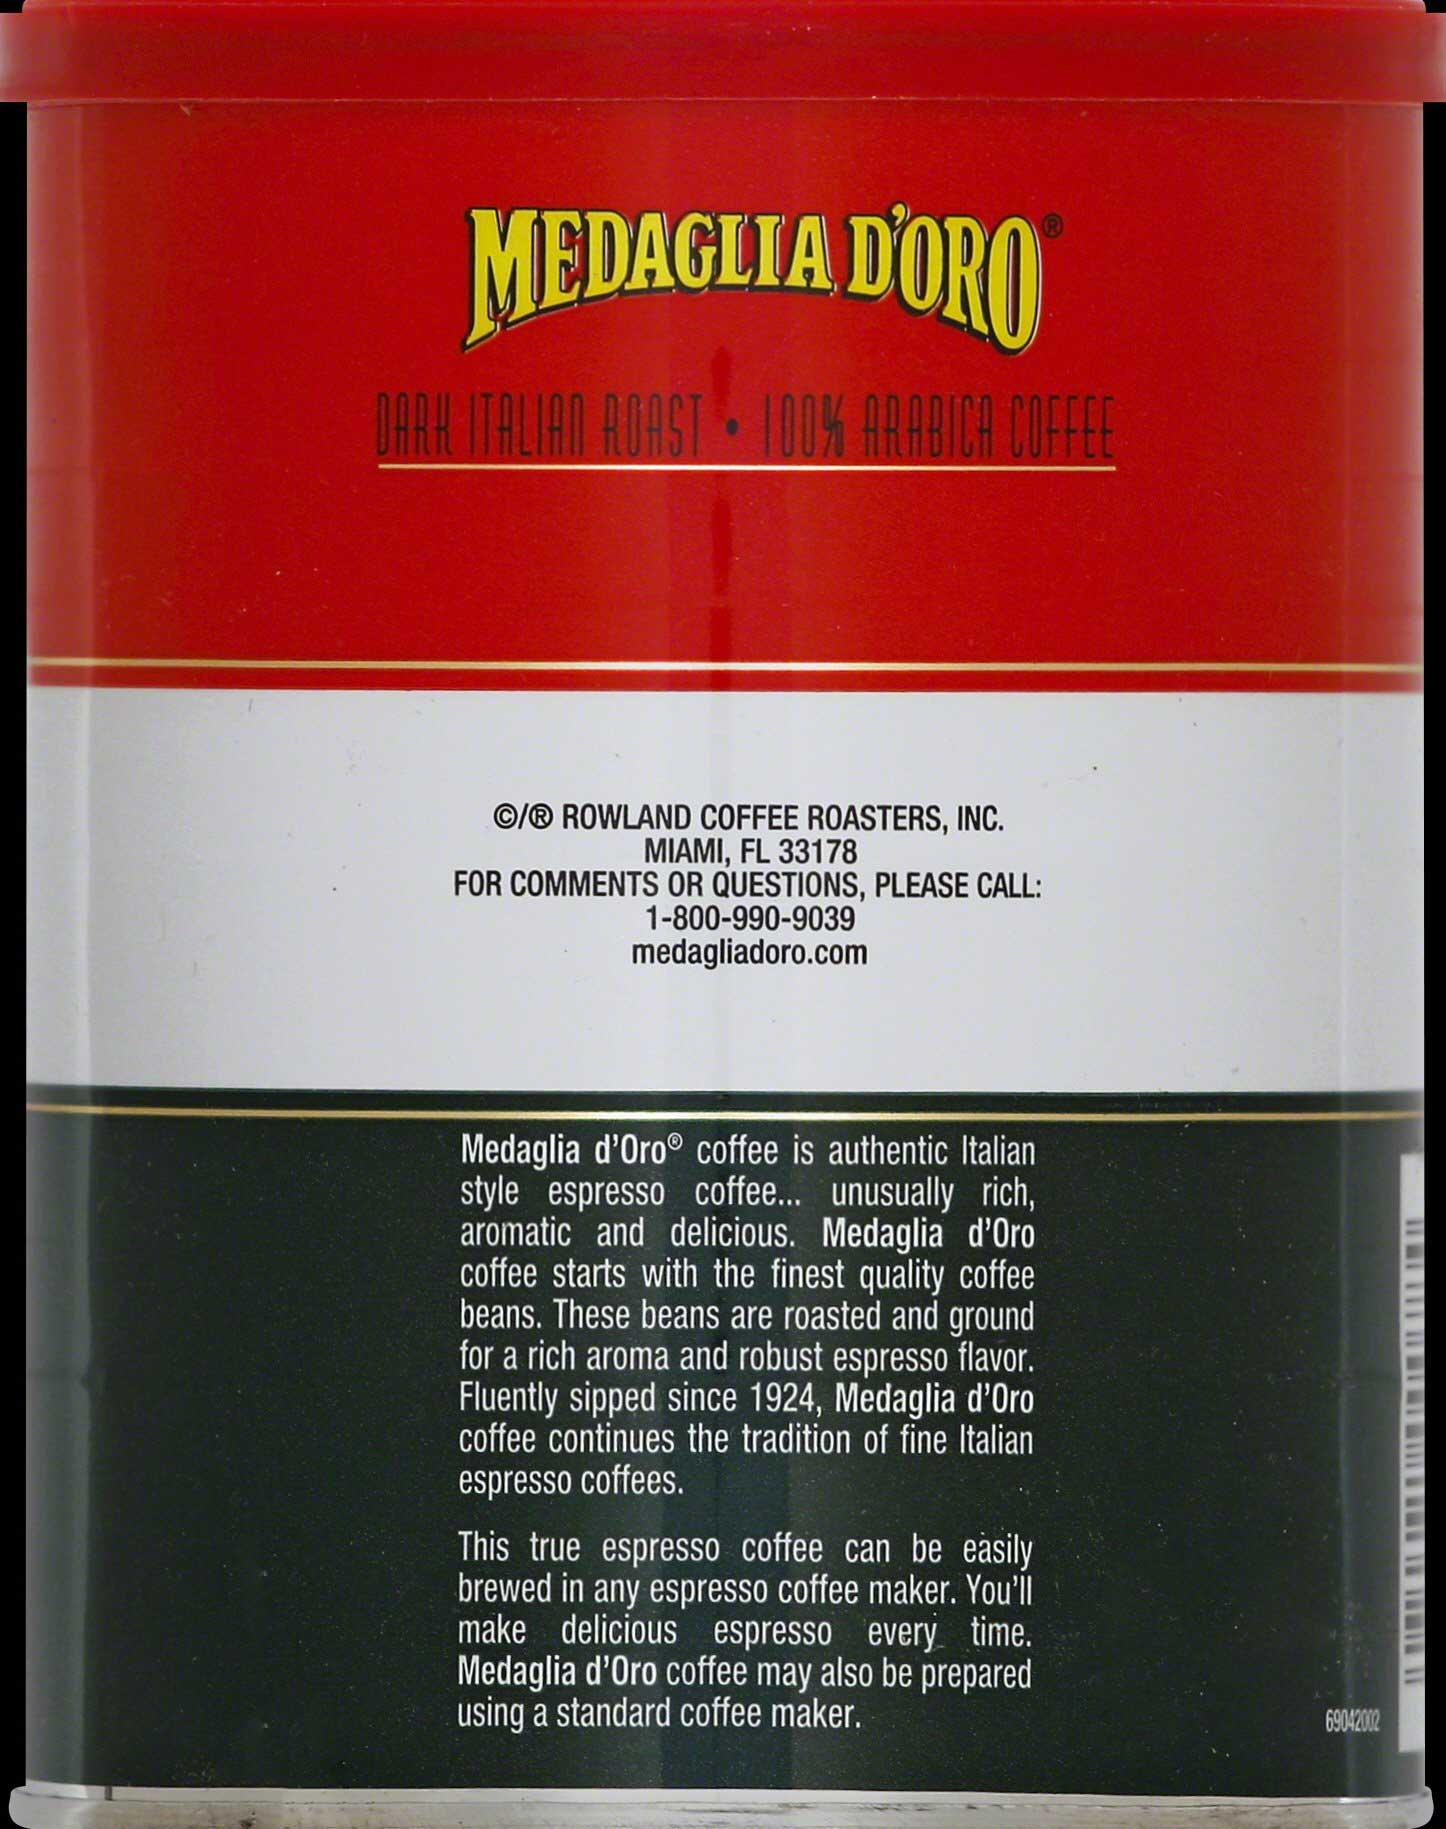 MEDAGLIA D'ORO®
DARK ITALIAN ROAST • 100% ARABICA COFFEE
©/® ROWLAND COFFEE ROASTERS, INC.
MIAMI, FL 33178
FOR COMMENTS OR QUESTIONS, PLEASE CALL:
1-800-990-9039
medagliadoro.com
Medaglia d'Oro® coffee is authentic Italian
style espresso coffee... unusually rich,
aromatic and delicious. Medaglia d'Oro
coffee starts with the finest quality coffee
beans. These beans are roasted and ground
for a rich aroma and robust espresso flavor.
Fluently sipped since 1924, Medaglia d'Oro
coffee continues the tradition of fine Italian
espresso coffees.
This true espresso coffee can be easily
brewed in any espresso coffee maker. You'll
make delicious espresso every time.
Medaglia d'Oro coffee may also be prepared
using a standard coffee maker.
69042002